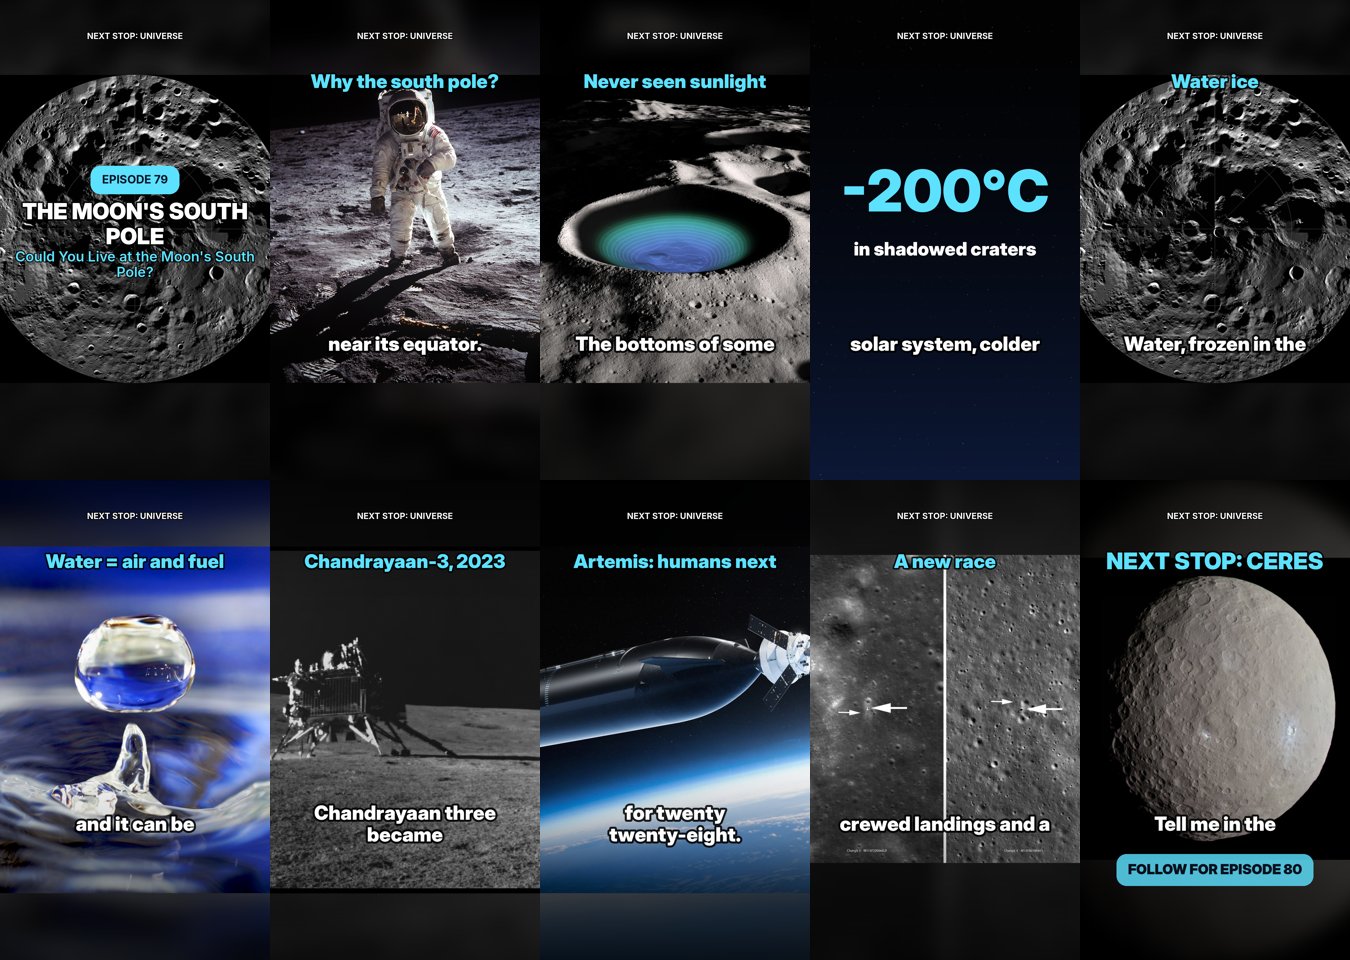 NEXT STOP: UNIVERSE
EPISODE 79
THE MOON'S SOUTH
POLE
Could You Live at the Moon's South
Pole?
NEXT STOP: UNIVERSE
Why the south pole?
near its equator.
NEXT STOP: UNIVERSE
Never seen sunlight
The bottoms of some
NEXT STOP: UNIVERSE
-200°C
in shadowed craters
solar system, colder
NEXT STOP: UNIVERSE
Water ice
Water, frozen in the
NEXT STOP: UNIVERSE
Water = air and fuel
and it can be
NEXT STOP: UNIVERSE
Chandrayaan-3, 2023
Chandrayaan three
became
NEXT STOP: UNIVERSE
Artemis: humans next
for twenty
twenty-eight.
NEXT STOP: UNIVERSE
A new race
crewed landings and a
NEXT STOP: UNIVERSE
NEXT STOP: CERES
Tell me in the
FOLLOW FOR EPISODE 80